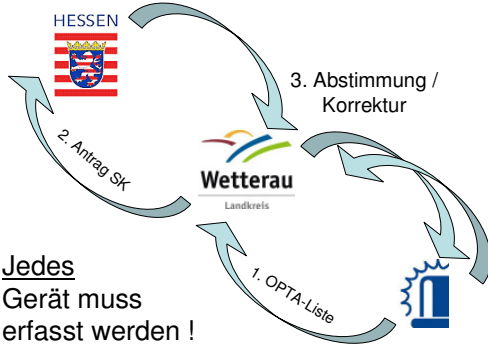 HESSEN
3. Abstimmung /
Korrektur
2. Antrag SK
Wetterau
Landkreis
1. OPTA-Liste
Jedes
Gerät muss
erfasst werden !